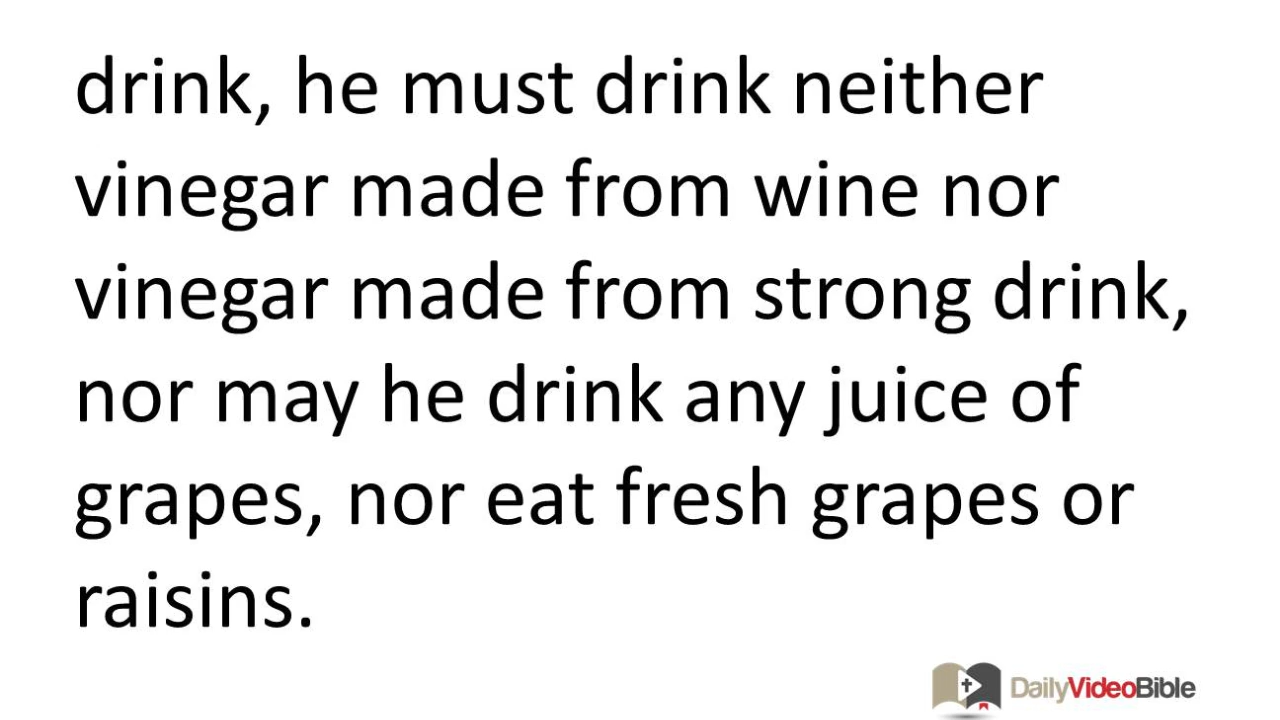 drink, he must drink neither
vinegar made from wine nor
vinegar made from strong drink,
nor may he drink any juice of
grapes, nor eat fresh grapes or
raisins.
DailyVideoBible